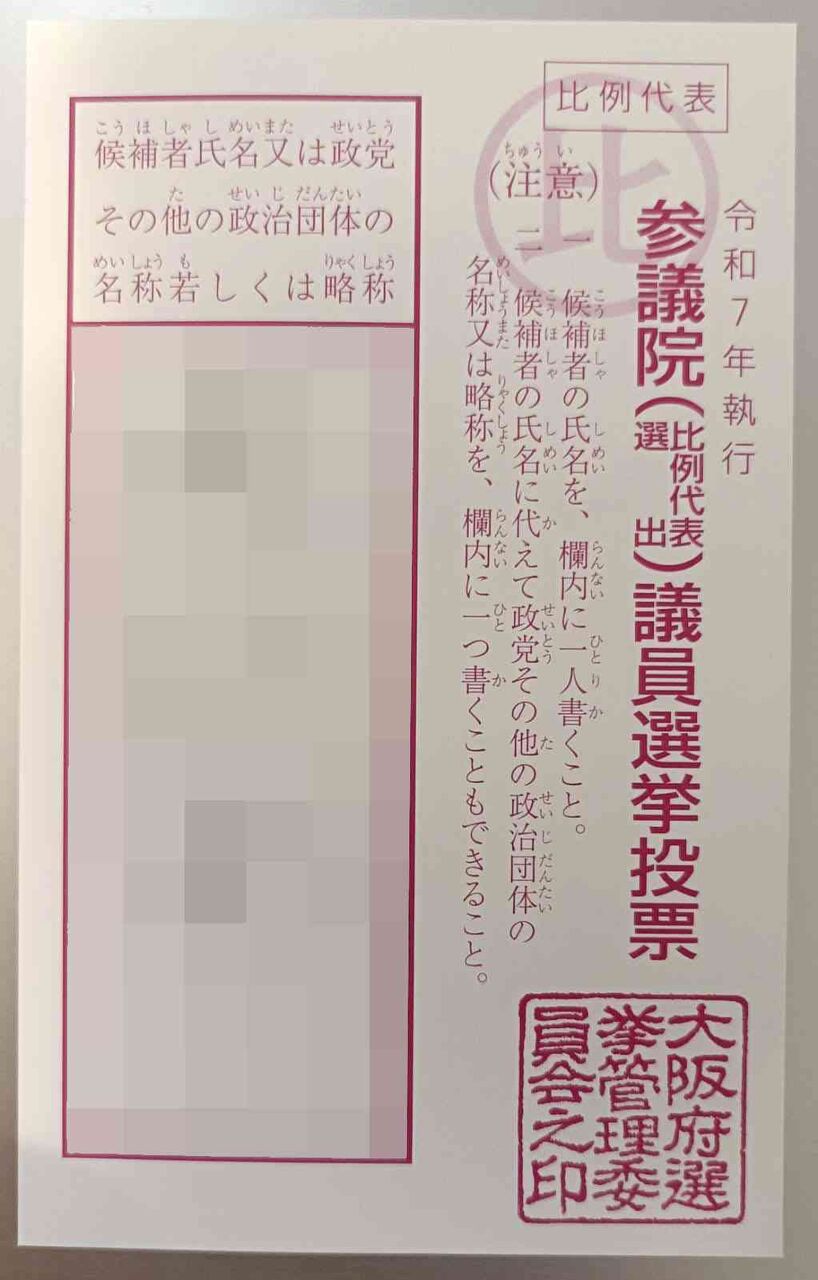 比例代表
比
令和7年執行
参議院(比例代表選出)議員選挙投票
(注意)
一 候補者の氏名を、欄内に一人書くこと。
二 候補者の氏名に代えて政党その他の政治団体の
名称又は略称を、欄内に一つ書くこともできること。
候補者氏名又は政党
その他の政治団体の
名称若しくは略称
大阪府選
挙管理委
員会之印